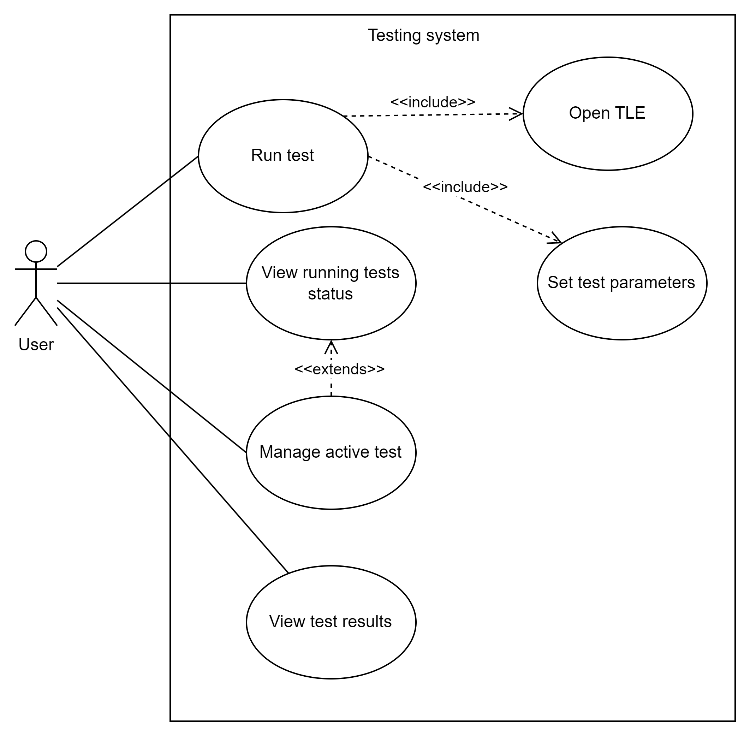 Testing system
<<include>>
Open TLE
Run test
<<include>>
View running tests
status
Set test parameters
User
<<extends>>
Manage active test
View test results